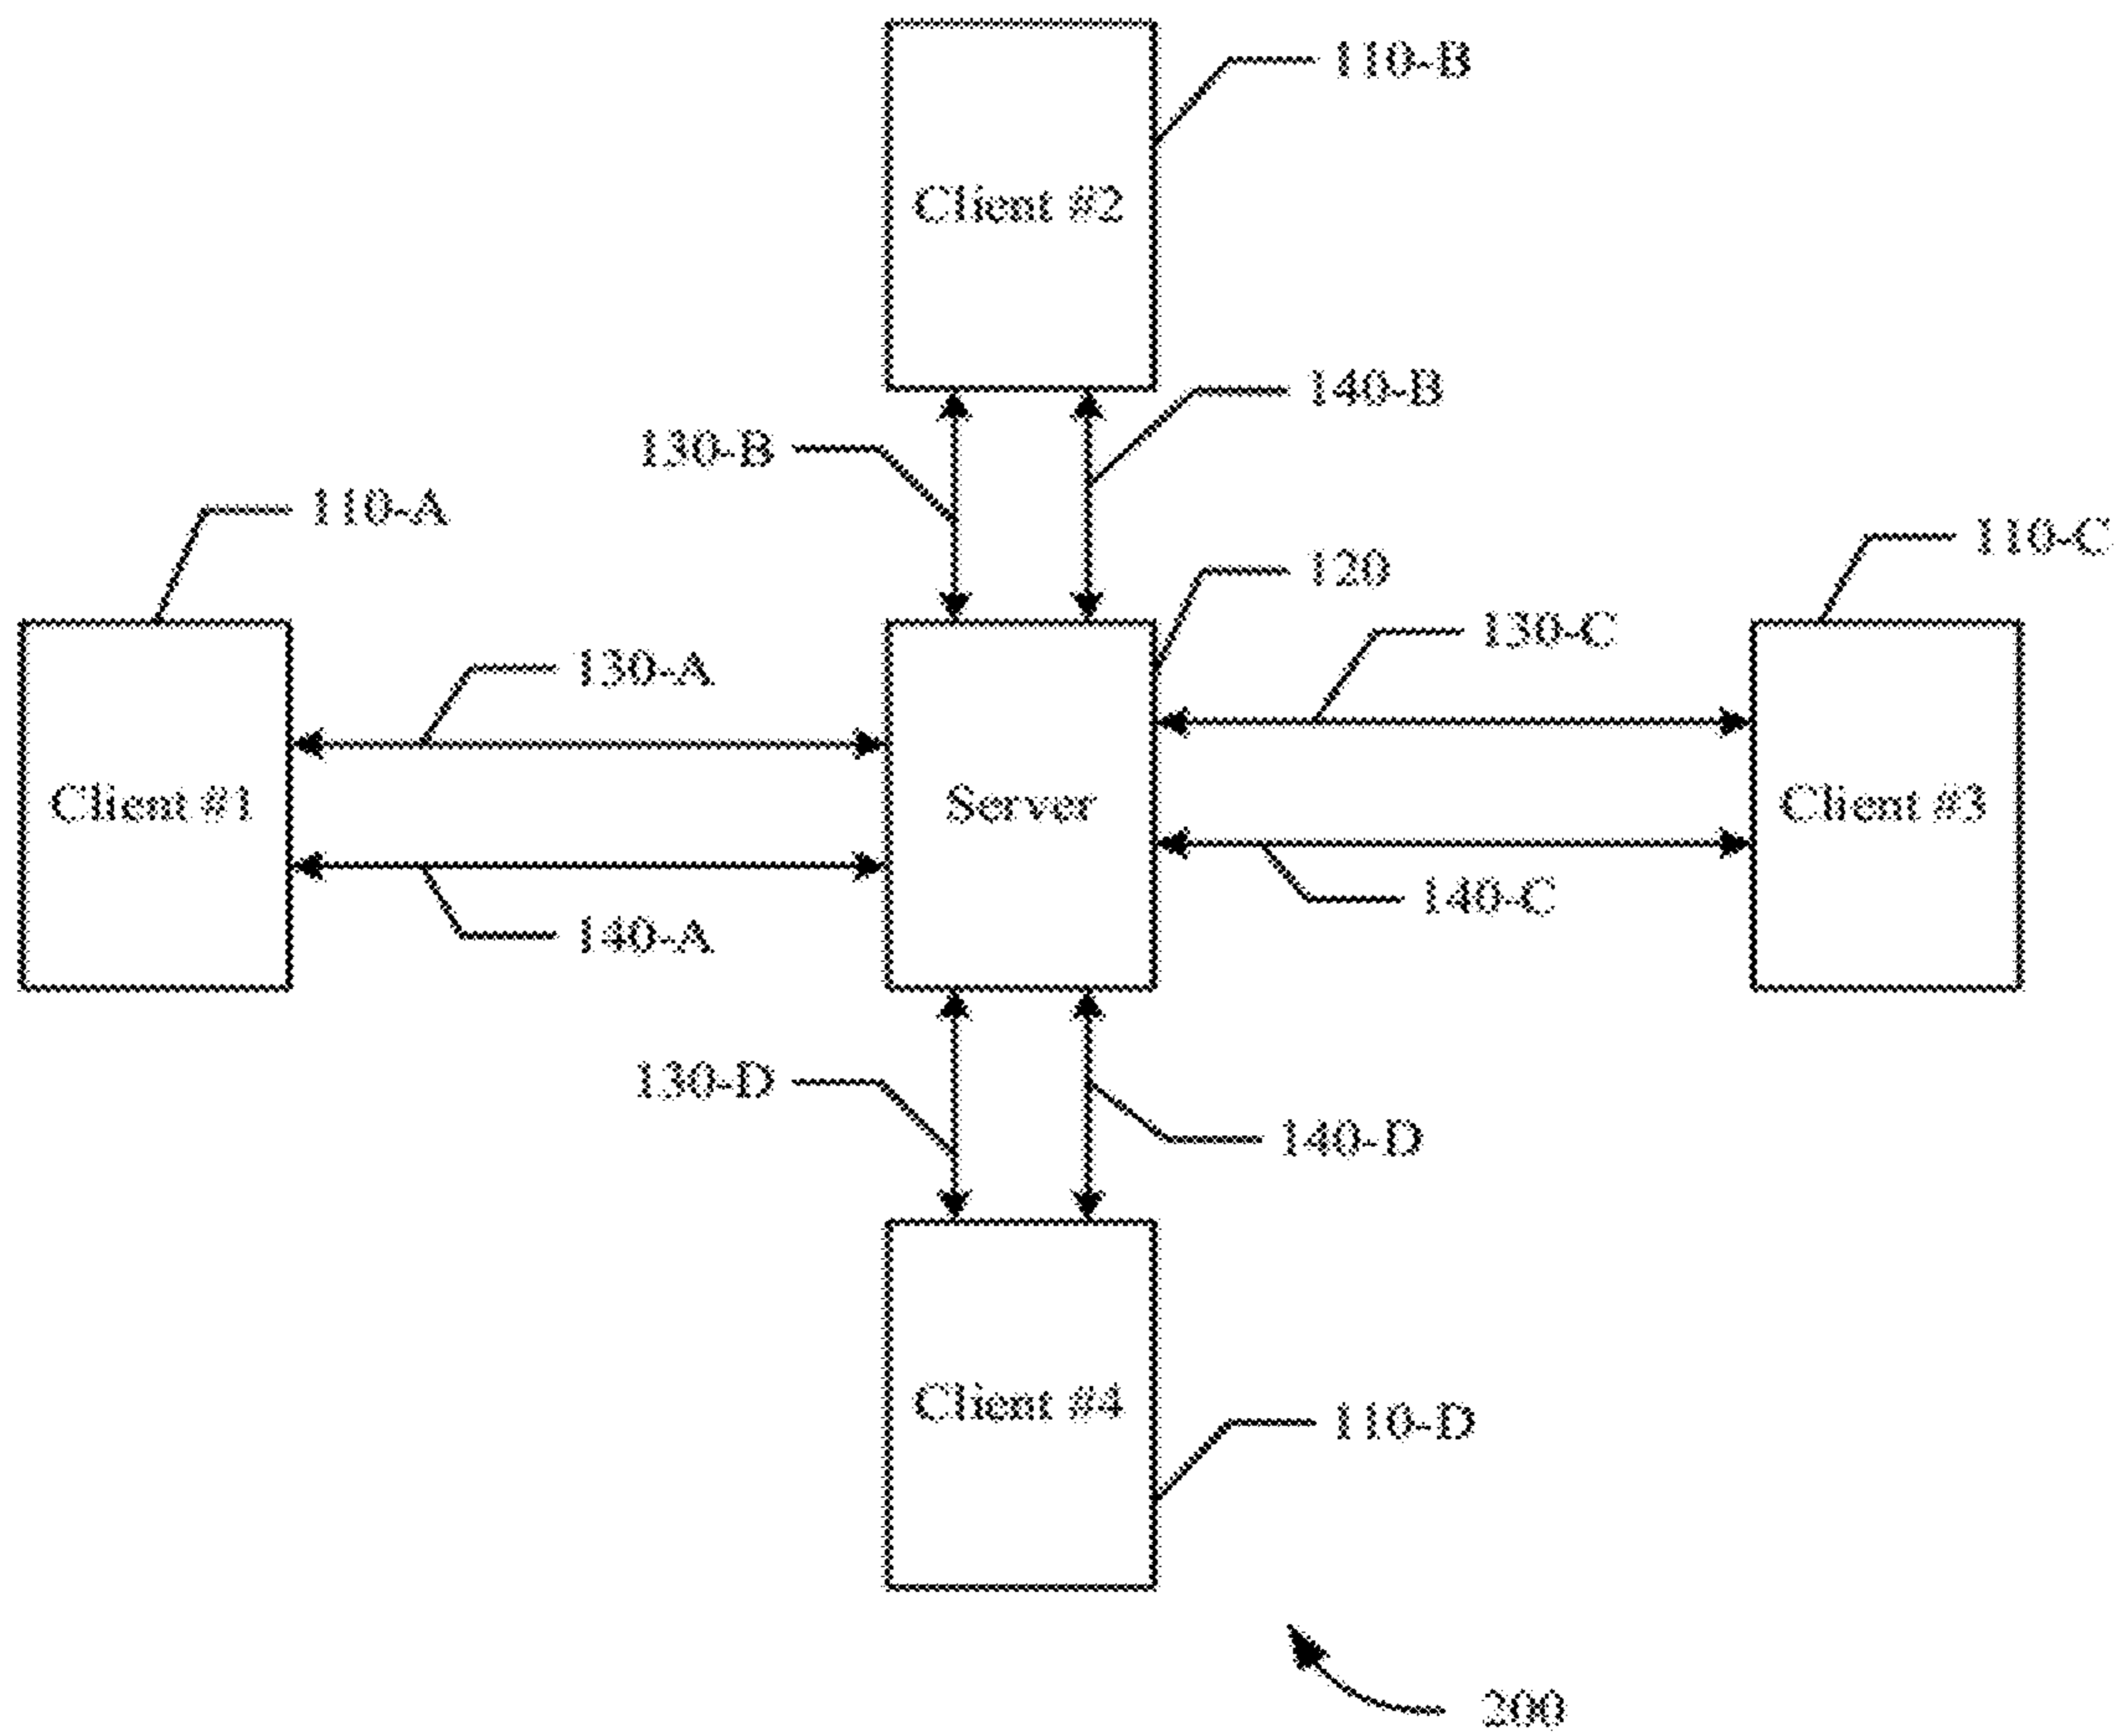 110-B
Client #2
140-B
130-B
110-A
110-C
120
130-C
130-A
Client #1
Server
Client #3
140-C
140-A
130-D
140-D
Client #4
110-D
200